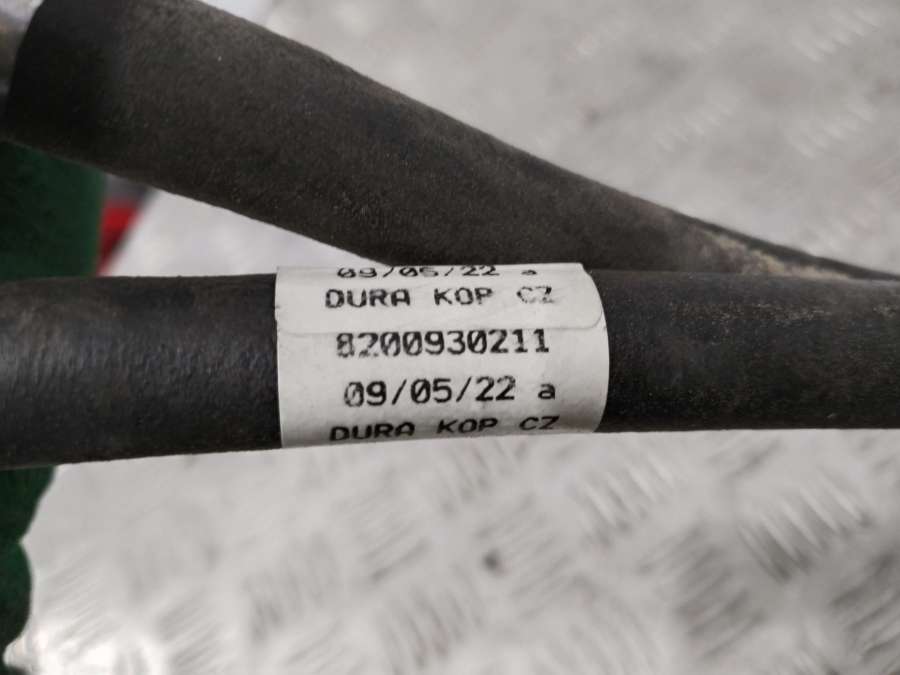 09/05/22 a
DURA KOP CZ
8200930211
09/05/22 a
DURA KOP CZ